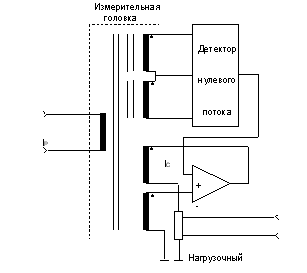 Измерительная
головка
Детектор
нулевого
потока
Ip
Ic
+
-
Нагрузочный